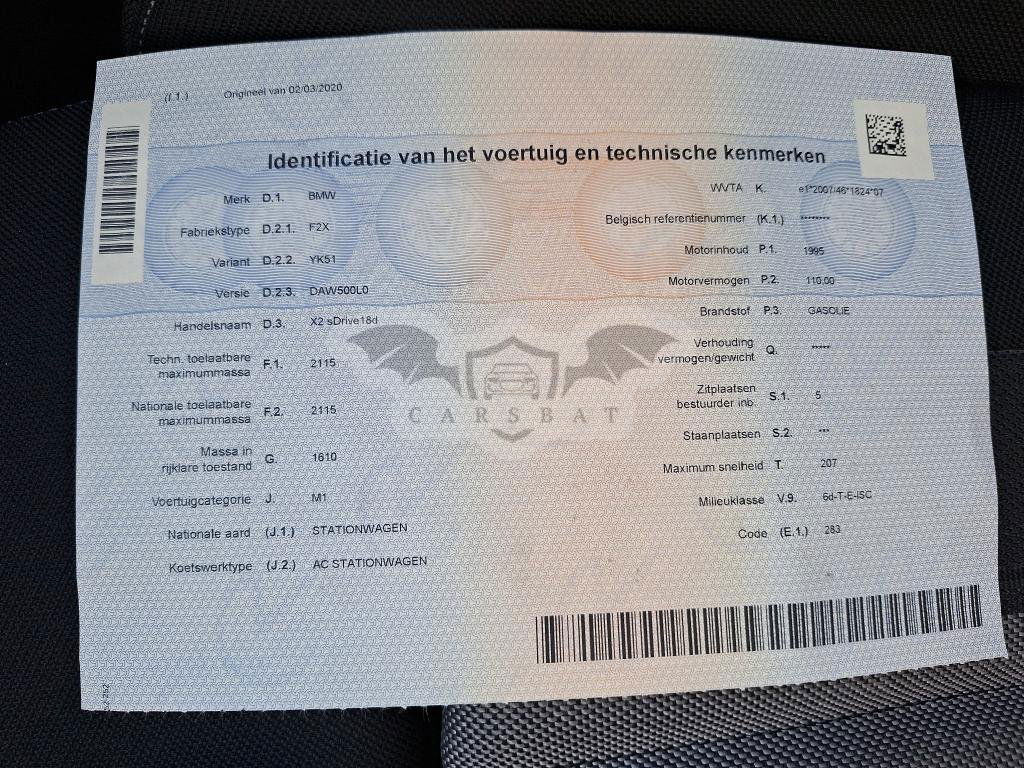 (I.1.) Origineel van 02/03/2020
Identificatie van het voertuig en technische kenmerken
Merk D.1. BMW
Fabriekstype D.2.1. F2X
Variant D.2.2. YK51
Versie D.2.3. DAW500L0
Handelsnaam D.3. X2 sDrive18d
Techn. toelaatbare
maximummassa F.1. 2115
Nationale toelaatbare
maximummassa F.2. 2115
Massa in
rijklare toestand G. 1610
Voertuigcategorie J. M1
Nationale aard (J.1.) STATIONWAGEN
Koetswerktype (J.2.) AC STATIONWAGEN
WVTA K. e1*2007/46*1824*07
Belgisch referentienummer (K.1.) ********
Motorinhoud P.1. 1995
Motorvermogen P.2. 110.00
Brandstof P.3. GASOLIE
Verhouding
vermogen/gewicht Q. *****
Zitplaatsen
bestuurder inb. S.1. 5
Staanplaatsen S.2. ***
Maximum snelheid T. 207
Milieuklasse V.9. 6d-T-E-ISC
Code (E.1.) 283
CARSBAT